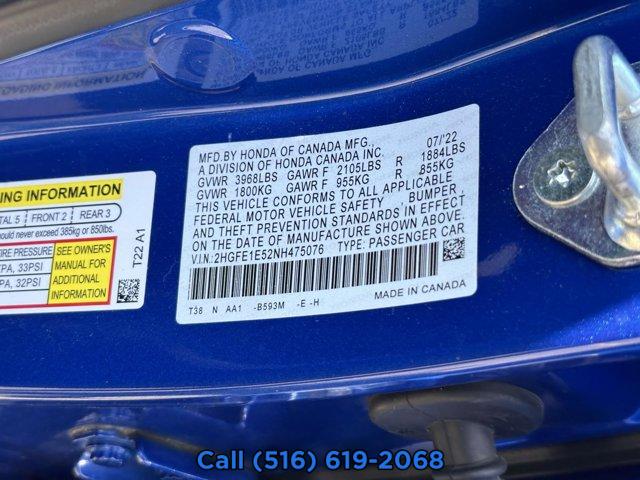 MFD.BY HONDA OF CANADA MFG., 07/'22
A DIVISION OF HONDA CANADA INC.
GVWR 3968LBS GAWR F 2105LBS R 1884LBS
GVWR 1800KG GAWR F 955KG R 855KG
THIS VEHICLE CONFORMS TO ALL APPLICABLE
FEDERAL MOTOR VEHICLE SAFETY , BUMPER ,
AND THEFT PREVENTION STANDARDS IN EFFECT
ON THE DATE OF MANUFACTURE SHOWN ABOVE.
V.I.N: 2HGFE1E52NH475076 TYPE: PASSENGER CAR
T38 N AA1 -B593M -E -H
MADE IN CANADA
ING INFORMATION
TAL 5 FRONT 2 REAR 3
ould never exceed 385kg or 850lbs.
RE PRESSURE
PA, 33PSI
PA, 32PSI
SEE OWNER'S
MANUAL FOR
ADDITIONAL
INFORMATION
T22 A1
Call (516) 619-2068